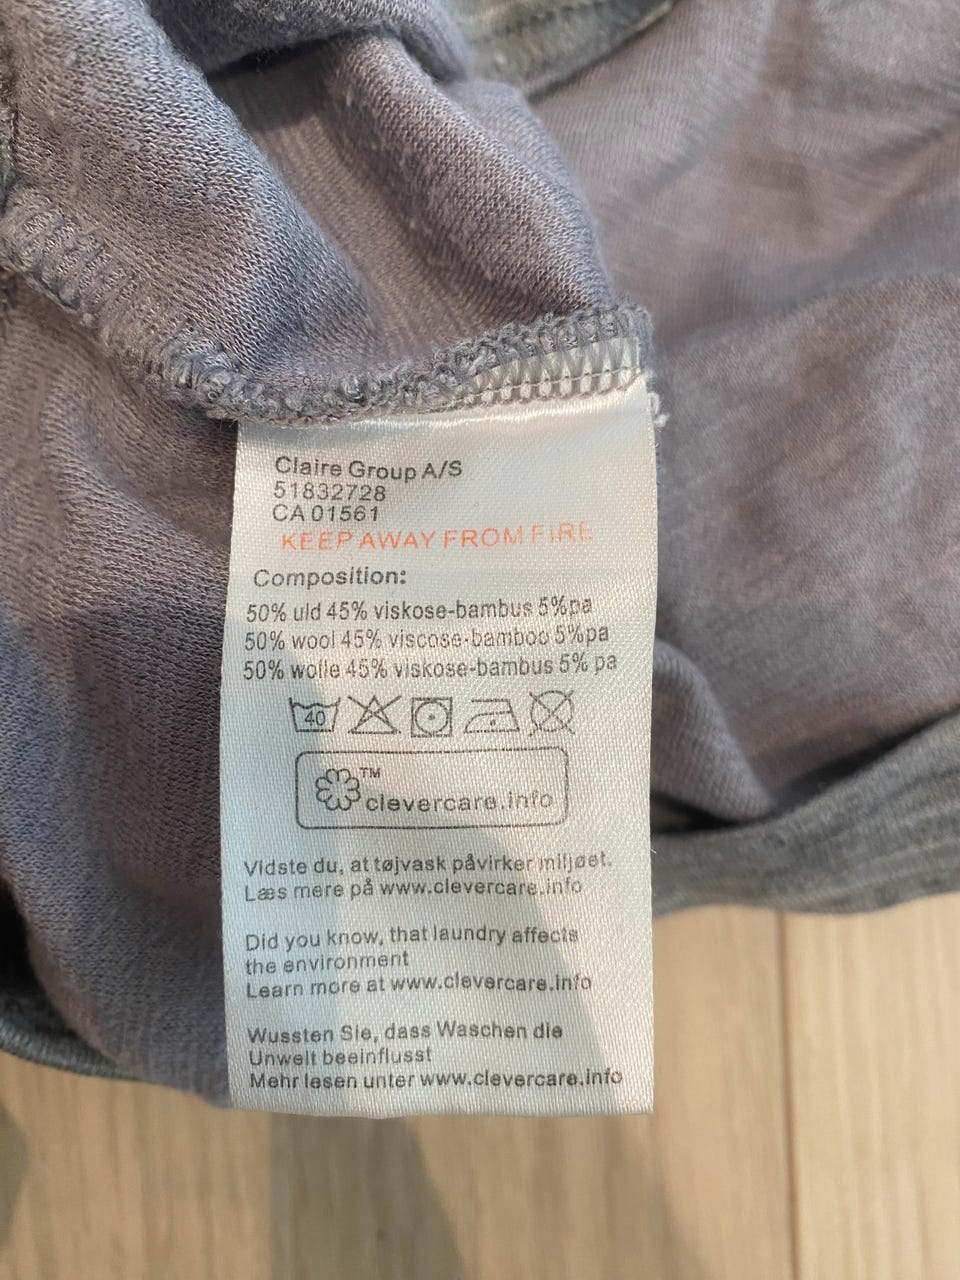 Claire Group A/S
51832728
CA 01561
KEEP AWAY FROM FIRE
Composition:
50% uld 45% viskose-bambus 5%pa
50% wool 45% viscose-bamboo 5%pa
50% wolle 45% viskose-bambus 5% pa
40
TM
clevercare.info
Vidste du, at tøjvask påvirker miljøet.
Læs mere på www.clevercare.info
Did you know, that laundry affects
the environment
Learn more at www.clevercare.info
Wussten Sie, dass Waschen die
Unwelt beeinflusst
Mehr lesen unter www.clevercare.info